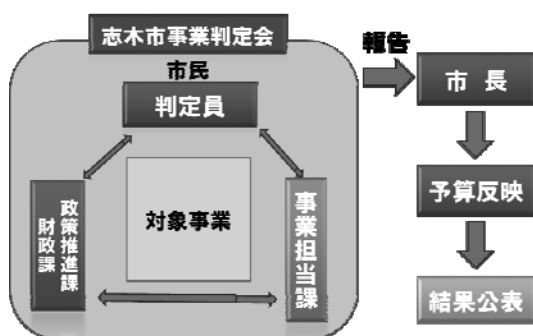 志木市事業判定会
市民
判定員
政策推進課
財政課
対象事業
事業担当課
報告
市 長
予算反映
結果公表